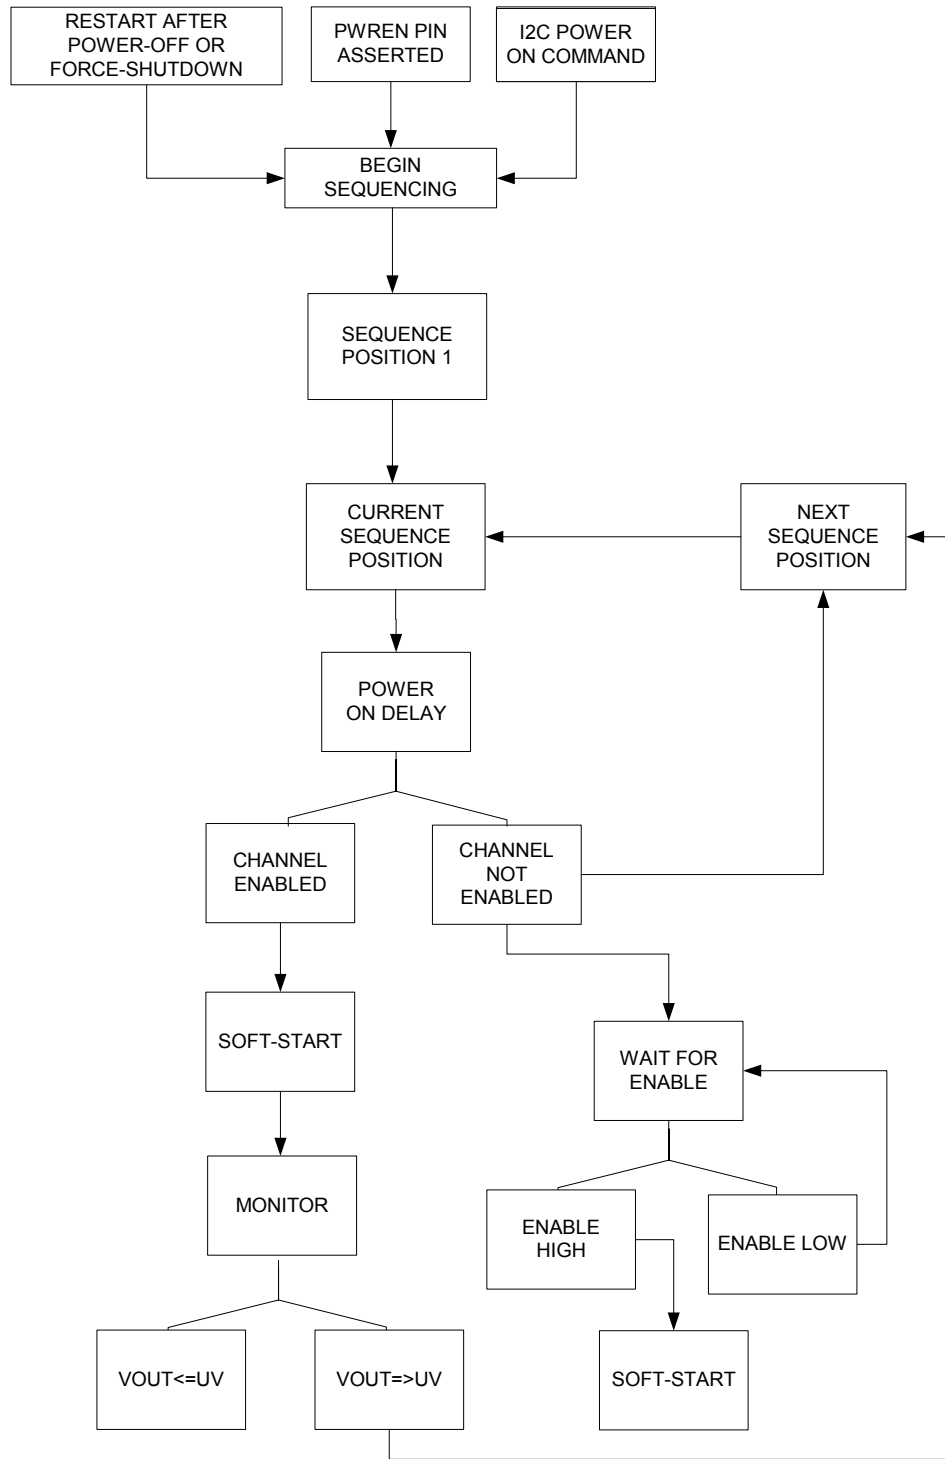 RESTART AFTER
POWER-OFF OR
FORCE-SHUTDOWN
PWREN PIN
ASSERTED
I2C POWER
ON COMMAND
BEGIN
SEQUENCING
SEQUENCE
POSITION 1
CURRENT
SEQUENCE
POSITION
NEXT
SEQUENCE
POSITION
POWER
ON DELAY
CHANNEL
ENABLED
CHANNEL
NOT
ENABLED
SOFT-START
WAIT FOR
ENABLE
MONITOR
ENABLE
HIGH
ENABLE LOW
VOUT<=UV
VOUT=>UV
SOFT-START